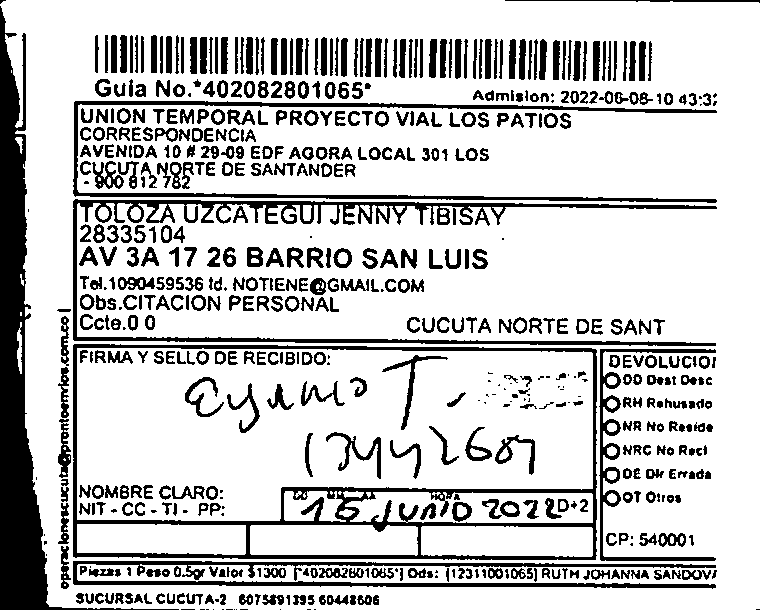 Guia No.*402082801065*
Admision: 2022-06-08-10 43:3
UNION TEMPORAL PROYECTO VIAL LOS PATIOS
CORRESPONDENCIA
AVENIDA 10 # 29-09 EDF AGORA LOCAL 301 LOS
CUCUTA NORTE DE SANTANDER
- 900 812 782
TOLOZA UZCATEGUI JENNY TIBISAY
28335104
AV 3A 17 26 BARRIO SAN LUIS
Tel.1090459536 Id. NOTIENE@GMAIL.COM
Obs.CITACION PERSONAL
Ccte.0 0 CUCUTA NORTE DE SANT
FIRMA Y SELLO DE RECIBIDO:
T.
13442607
NOMBRE CLARO:
NIT - CC - TI - PP:
DD MM AA HORA
15 JUNIO 2022 D+2
DEVOLUCIO
DD Dest Desc
RH Rehusado
NR No Reside
NRC No Recl
DE Dir Errada
OT Otros
CP: 540001
Piezas 1 Peso 0.5gr Valor $1300 [*402082801065*] Ods: [12311001065] RUTH JOHANNA SANDOV
SUCURSAL CUCUTA-2 6075891395 60448606
operacionescucuta@prontoenvios.com.co |